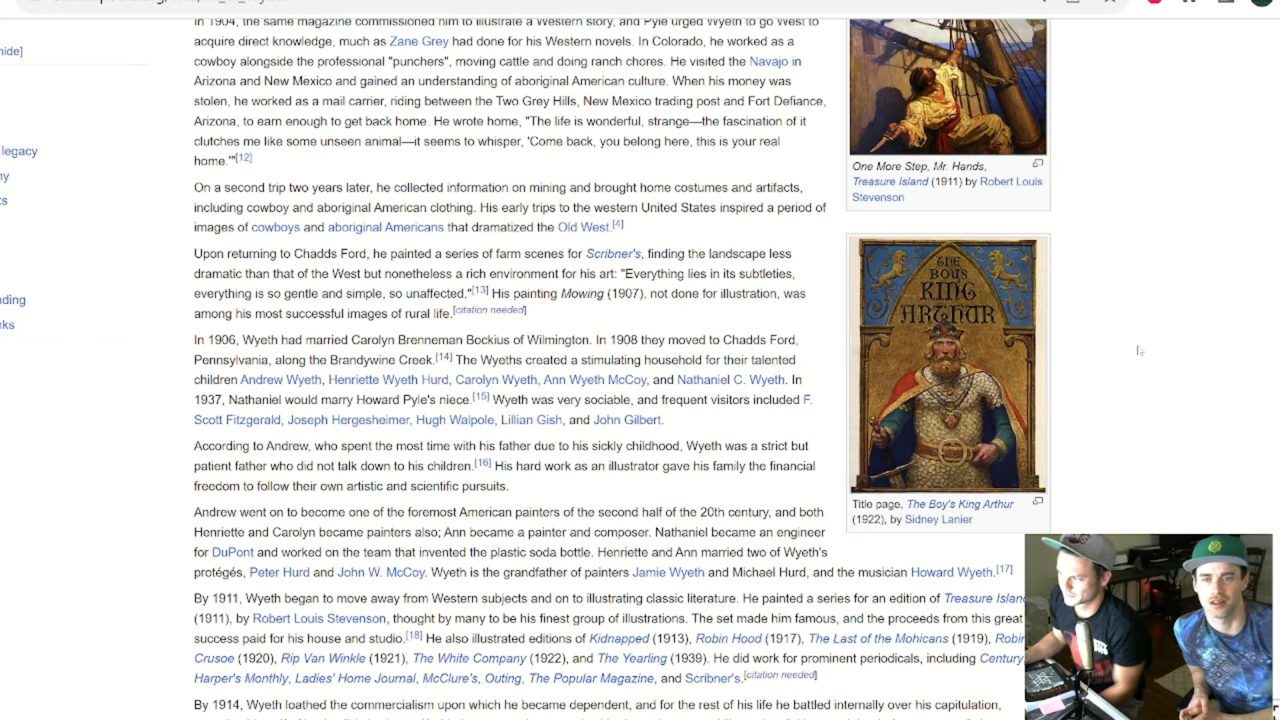 nide]
legacy
ny
ts
nding
nks
In 1904, the same magazine commissioned him to illustrate a Western story, and Pyle urged Wyeth to go West to
acquire direct knowledge, much as Zane Grey had done for his Western novels. In Colorado, he worked as a
cowboy alongside the professional "punchers", moving cattle and doing ranch chores. He visited the Navajo in
Arizona and New Mexico and gained an understanding of aboriginal American culture. When his money was
stolen, he worked as a mail carrier, riding between the Two Grey Hills, New Mexico trading post and Fort Defiance,
Arizona, to earn enough to get back home. He wrote home, "The life is wonderful, strange—the fascination of it
clutches me like some unseen animal—it seems to whisper, 'Come back, you belong here, this is your real
home.'"[12]
On a second trip two years later, he collected information on mining and brought home costumes and artifacts,
including cowboy and aboriginal American clothing. His early trips to the western United States inspired a period of
images of cowboys and aboriginal Americans that dramatized the Old West.[4]
Upon returning to Chadds Ford, he painted a series of farm scenes for Scribner's, finding the landscape less
dramatic than that of the West but nonetheless a rich environment for his art: "Everything lies in its subtleties,
everything is so gentle and simple, so unaffected."[13] His painting Mowing (1907), not done for illustration, was
among his most successful images of rural life.[citation needed]
In 1906, Wyeth had married Carolyn Brenneman Bockius of Wilmington. In 1908 they moved to Chadds Ford,
Pennsylvania, along the Brandywine Creek.[14] The Wyeths created a stimulating household for their talented
children Andrew Wyeth, Henriette Wyeth Hurd, Carolyn Wyeth, Ann Wyeth McCoy, and Nathaniel C. Wyeth. In
1937, Nathaniel would marry Howard Pyle's niece.[15] Wyeth was very sociable, and frequent visitors included F.
Scott Fitzgerald, Joseph Hergesheimer, Hugh Walpole, Lillian Gish, and John Gilbert.
According to Andrew, who spent the most time with his father due to his sickly childhood, Wyeth was a strict but
patient father who did not talk down to his children.[16] His hard work as an illustrator gave his family the financial
freedom to follow their own artistic and scientific pursuits.
Andrew went on to become one of the foremost American painters of the second half of the 20th century, and both
Henriette and Carolyn became painters also; Ann became a painter and composer. Nathaniel became an engineer
for DuPont and worked on the team that invented the plastic soda bottle. Henriette and Ann married two of Wyeth's
protégés, Peter Hurd and John W. McCoy. Wyeth is the grandfather of painters Jamie Wyeth and Michael Hurd, and the musician Howard Wyeth.[17]
By 1911, Wyeth began to move away from Western subjects and on to illustrating classic literature. He painted a series for an edition of Treasure Island
(1911), by Robert Louis Stevenson, thought by many to be his finest group of illustrations. The set made him famous, and the proceeds from this great
success paid for his house and studio.[18] He also illustrated editions of Kidnapped (1913), Robin Hood (1917), The Last of the Mohicans (1919), Robin
Crusoe (1920), Rip Van Winkle (1921), The White Company (1922), and The Yearling (1939). He did work for prominent periodicals, including Century
Harper's Monthly, Ladies' Home Journal, McClure's, Outing, The Popular Magazine, and Scribner's.[citation needed]
By 1914, Wyeth loathed the commercialism upon which he became dependent, and for the rest of his life he battled internally over his capitulation,
One More Step, Mr. Hands,
Treasure Island (1911) by Robert Louis
Stevenson
THE
BOYS
KING
ARTHUR
Title page, The Boy's King Arthur
(1922), by Sidney Lanier